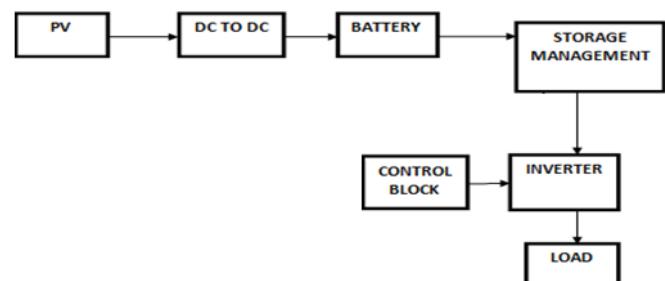 PV
DC TO DC
BATTERY
STORAGE
MANAGEMENT
CONTROL
BLOCK
INVERTER
LOAD